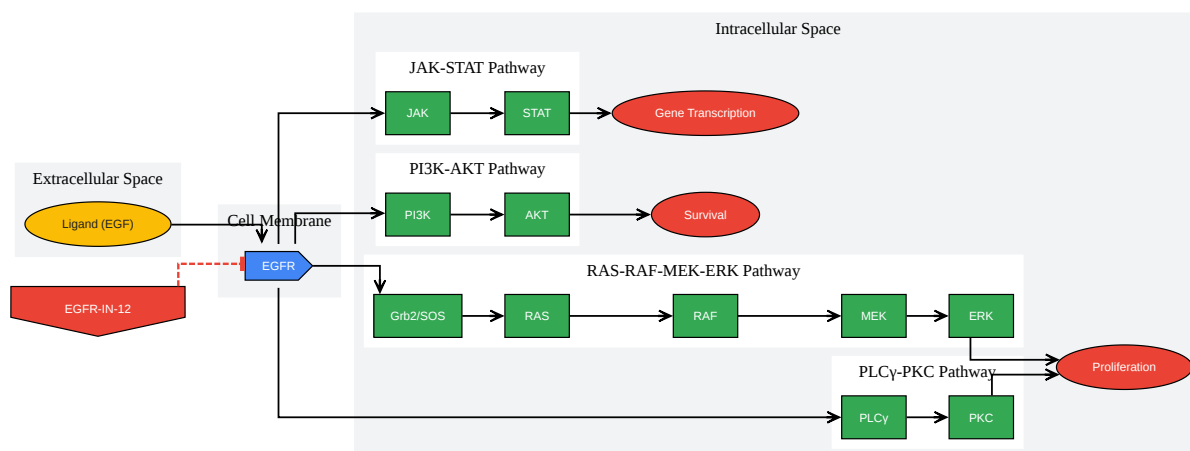 Intracellular Space
JAK-STAT Pathway
JAK
STAT
Gene Transcription
PI3K-AKT Pathway
Extracellular Space
PI3K
AKT
Survival
Ligand (EGF)
Cell Membrane
EGFR
RAS-RAF-MEK-ERK Pathway
EGFR-IN-12
Grb2/SOS
RAS
RAF
MEK
ERK
PLCγ-PKC Pathway
Proliferation
PLCγ
PKC